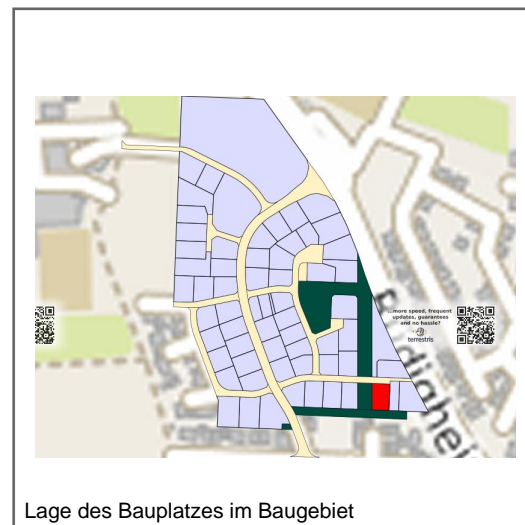 ...more speed, frequent
updates, guarantees
and no hassle?
terrestris
Lage des Bauplatzes im Baugebiet